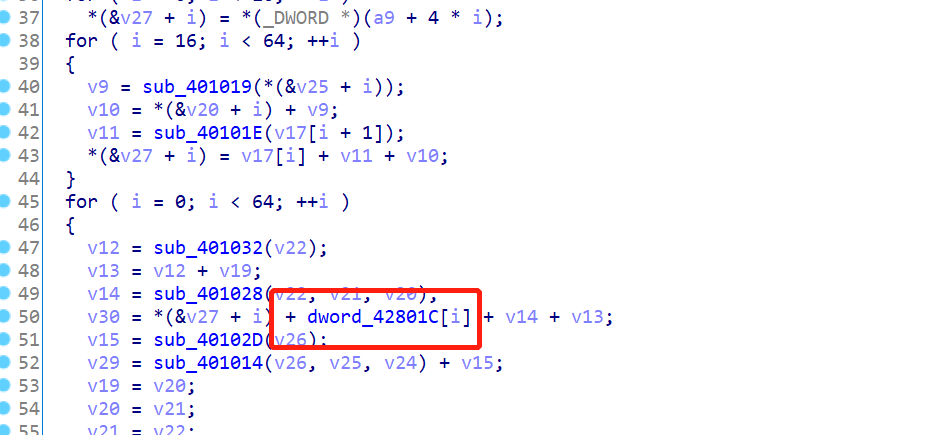 37 *(&v27 + i) = *(_DWORD *)(a9 + 4 * i);
38 for ( i = 16; i < 64; ++i )
39 {
40 v9 = sub_401019(*(&v25 + i));
41 v10 = *(&v20 + i) + v9;
42 v11 = sub_40101E(v17[i + 1]);
43 *(&v27 + i) = v17[i] + v11 + v10;
44 }
45 for ( i = 0; i < 64; ++i )
46 {
47 v12 = sub_401032(v22);
48 v13 = v12 + v19;
49 v14 = sub_401028(v22, v21, v20);
50 v30 = *(&v27 + i) + dword_42801C[i] + v14 + v13;
51 v15 = sub_40102D(v26);
52 v29 = sub_401014(v26, v25, v24) + v15;
53 v19 = v20;
54 v20 = v21;
55 v21 = v22;